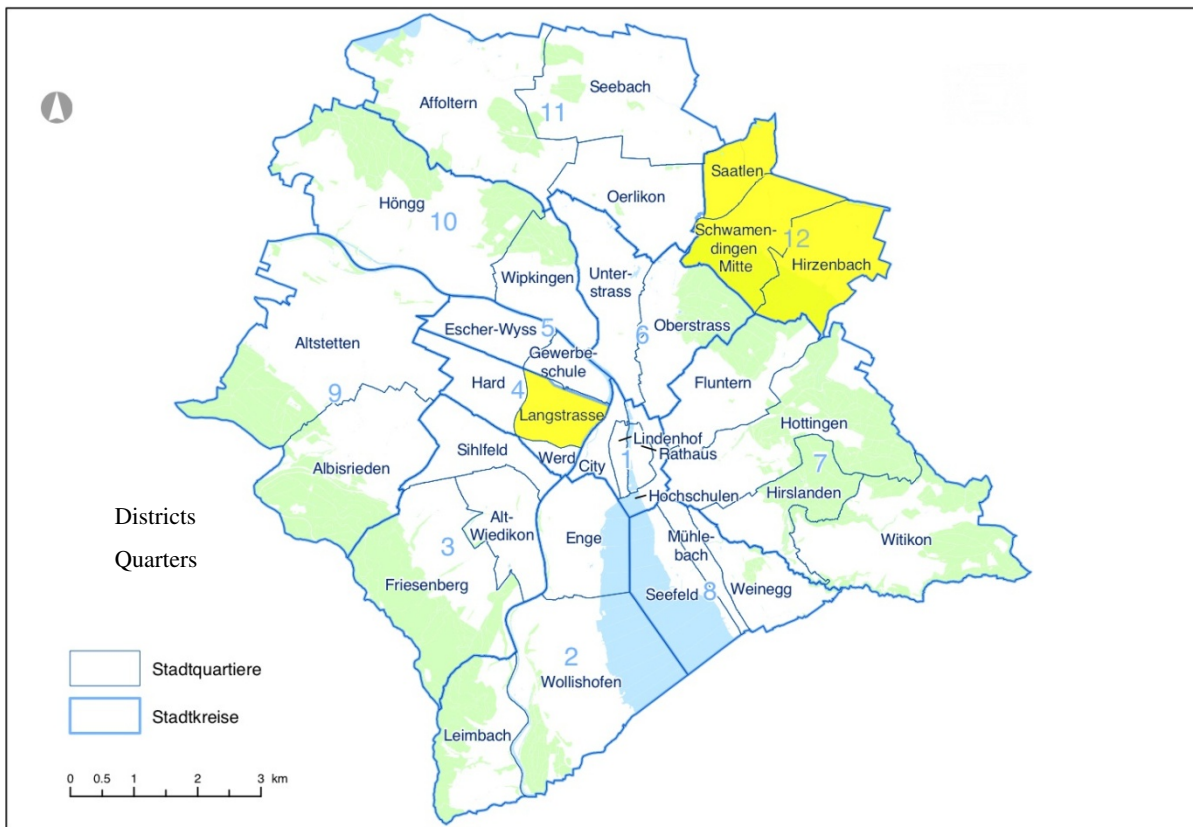 Seebach
Affoltern
11
Saatlen
Oerlikon
Höngg
10
Schwamen-
dingen
Mitte
12
Hirzenbach
Wipkingen
Unter-
strass
Escher-Wyss
5
Oberstrass
6
Altstetten
Gewerbe-
schule
Fluntern
Hard
4
9
Langstrasse
Hottingen
Lindenhof
Rathaus
Sihlfeld
Werd
City
1
7
Albisrieden
Hochschulen
Hirslanden
Districts
Alt-
Wiedikon
Enge
Mühle-
bach
Witikon
3
Quarters
Friesenberg
Seefeld
8
Weinegg
Stadtquartiere
2
Wollishofen
Stadtkreise
Leimbach
0 0.5 1 2 3 km